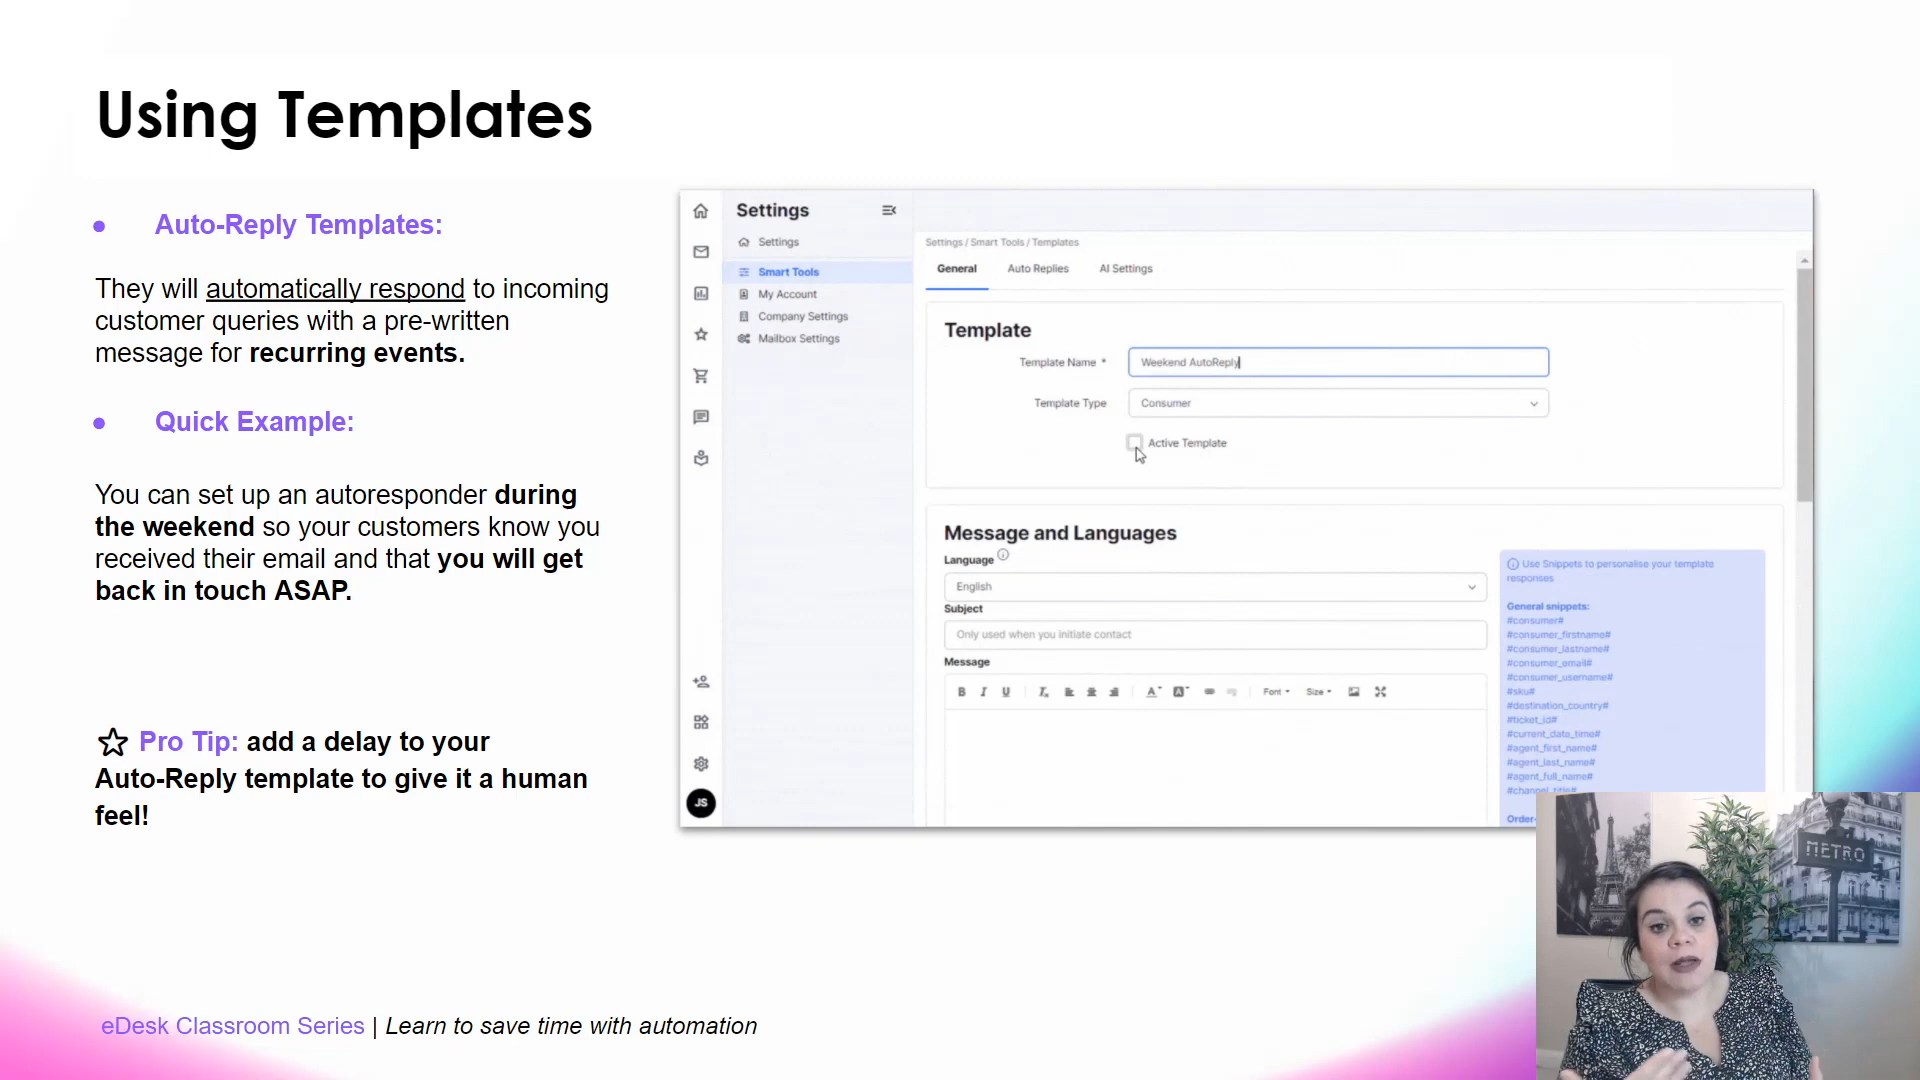 Using Templates
Auto-Reply Templates:
They will automatically respond to incoming
customer queries with a pre-written
message for recurring events.
Quick Example:
You can set up an autoresponder during
the weekend so your customers know you
received their email and that you will get
back in touch ASAP.
Pro Tip: add a delay to your
Auto-Reply template to give it a human
feel!
eDesk Classroom Series | Learn to save time with automation
Settings
Settings
Smart Tools
My Account
Company Settings
Mailbox Settings
JS
Settings / Smart Tools / Templates
General Auto Replies AI Settings
Template
Template Name * Weekend AutoReply
Template Type Consumer
Active Template
Message and Languages
Language
English
Subject
Only used when you initiate contact
Message
B I U Font Size
Use Snippets to personalise your template
responses
General snippets:
#consumer#
#consumer_firstname#
#consumer_lastname#
#consumer_email#
#consumer_username#
#sku#
#destination_country#
#ticket_id#
#current_date_time#
#agent_first_name#
#agent_last_name#
#agent_full_name#
#channel_title#
Order-
METRO